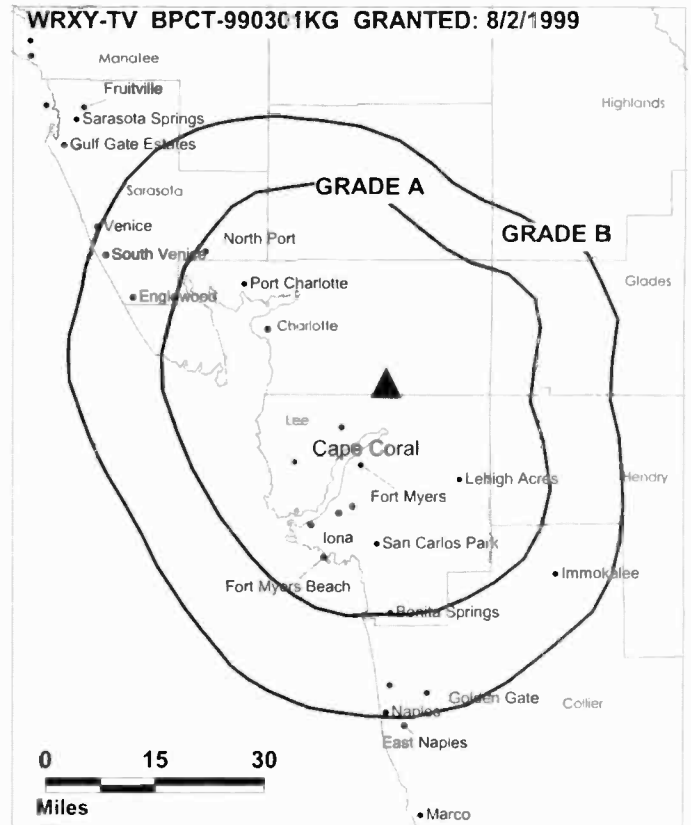 WRXY-TV BPCT-990301KG GRANTED: 8/2/1999
Manalee
Fruitville
Highlands
Sarasota Springs
Gulf Gate Estates
Sarasota
GRADE A
Venice
North Port
GRADE B
South Venice
Glades
Port Charlotte
Englewood
Charlotte
Lee
Cape Coral
Lehigh Acres
Hendry
Fort Myers
Iona
San Carlos Park
Immokalee
Fort Myers Beach
Bonita Springs
Golden Gate
Collier
Naples
East Naples
0 15 30
Miles
Marco